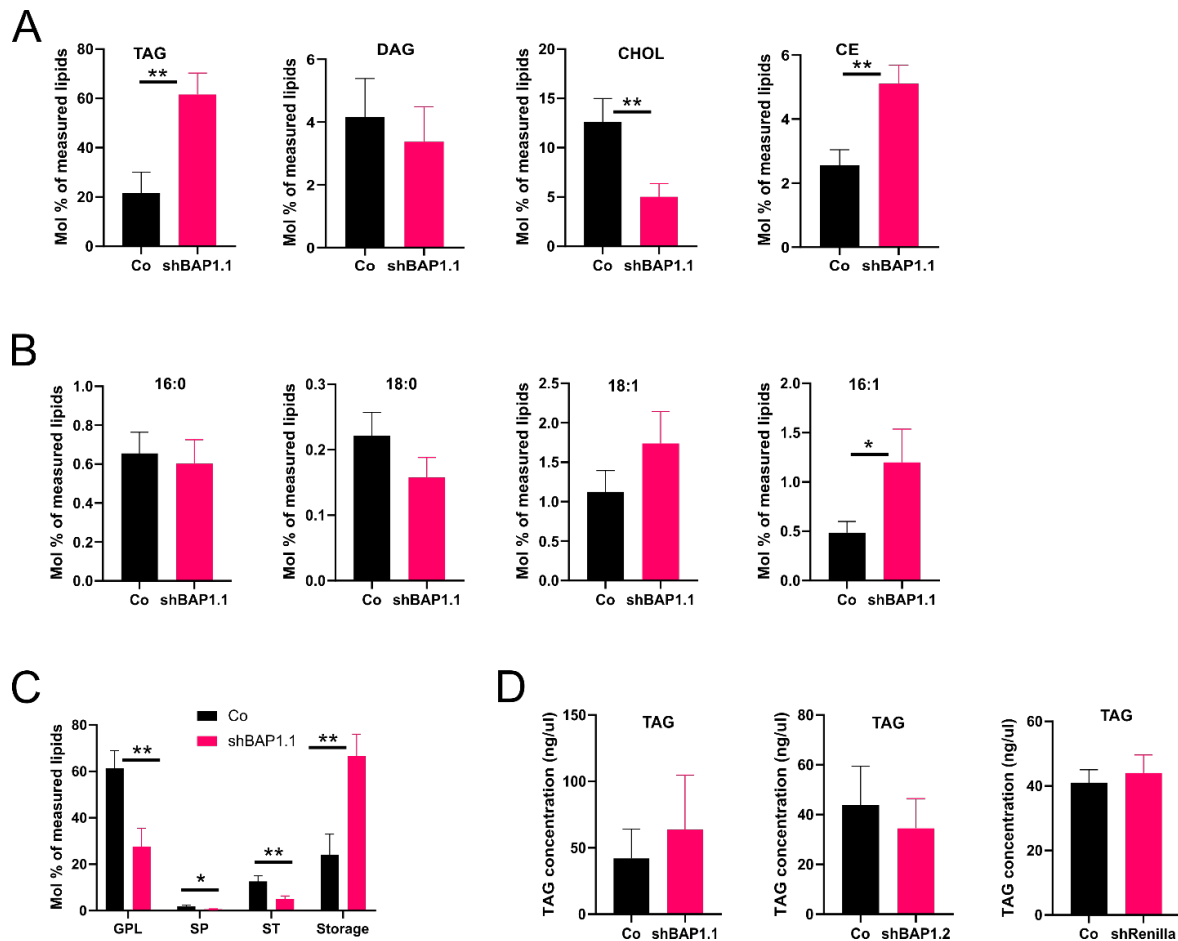 A
TAG
**
Mol % of measured lipids
80
60
40
20
0
Co shBAP1.1
DAG
Mol % of measured lipids
6
4
2
0
Co shBAP1.1
CHOL
**
Mol % of measured lipids
20
15
10
5
0
Co shBAP1.1
CE
**
Mol % of measured lipids
6
4
2
0
Co shBAP1.1
B
16:0
Mol % of measured lipids
1.0
0.8
0.6
0.4
0.2
0.0
Co shBAP1.1
18:0
Mol % of measured lipids
0.3
0.2
0.1
0.0
Co shBAP1.1
18:1
Mol % of measured lipids
2.5
2.0
1.5
1.0
0.5
0.0
Co shBAP1.1
16:1
*
Mol % of measured lipids
2.0
1.5
1.0
0.5
0.0
Co shBAP1.1
C
Co
shBAP1.1
**
*
**
**
Mol % of measured lipids
80
60
40
20
0
GPL SP ST Storage
D
TAG
TAG concentration (ng/ul)
150
100
50
0
Co shBAP1.1
TAG
TAG concentration (ng/ul)
80
60
40
20
0
Co shBAP1.2
TAG
TAG concentration (ng/ul)
60
40
20
0
Co shRenilla